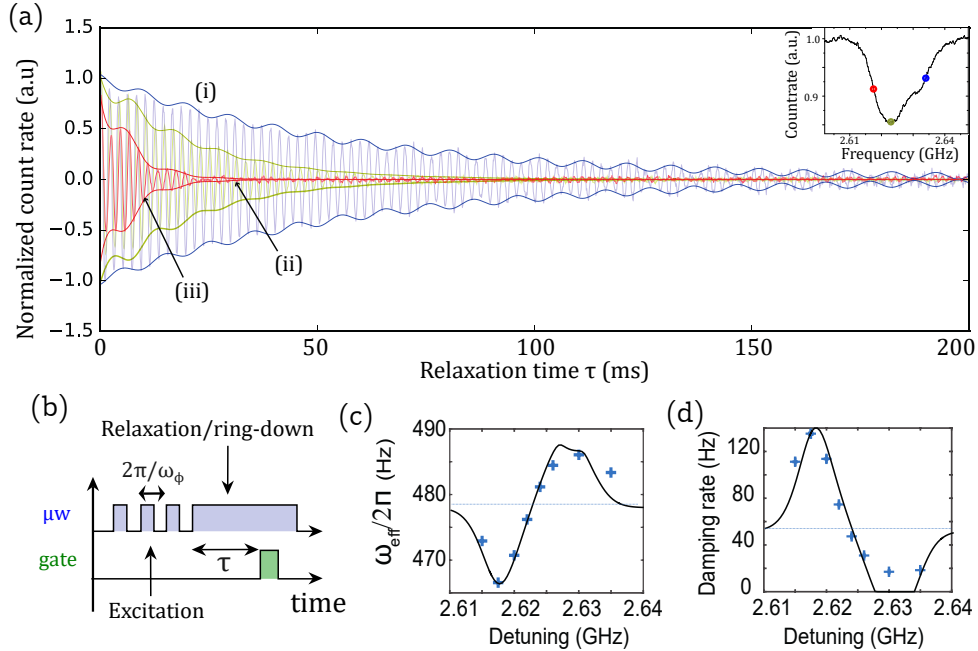 (a)
Normalized count rate (a.u)
1.5
1.0
0.5
0.0
−0.5
−1.0
−1.5
0
50
100
150
200
Relaxation time τ (ms)
(i)
(ii)
(iii)
Countrate (a.u.)
1.0
0.9
2.61
2.64
Frequency (GHz)
(b)
Relaxation/ring-down
2π/ωϕ
μw
gate
τ
time
Excitation
(c)
ωeff/2π (Hz)
490
480
470
2.61
2.62
2.63
2.64
Detuning (GHz)
(d)
Damping rate (Hz)
120
80
40
0
2.61
2.62
2.63
2.64
Detuning (GHz)